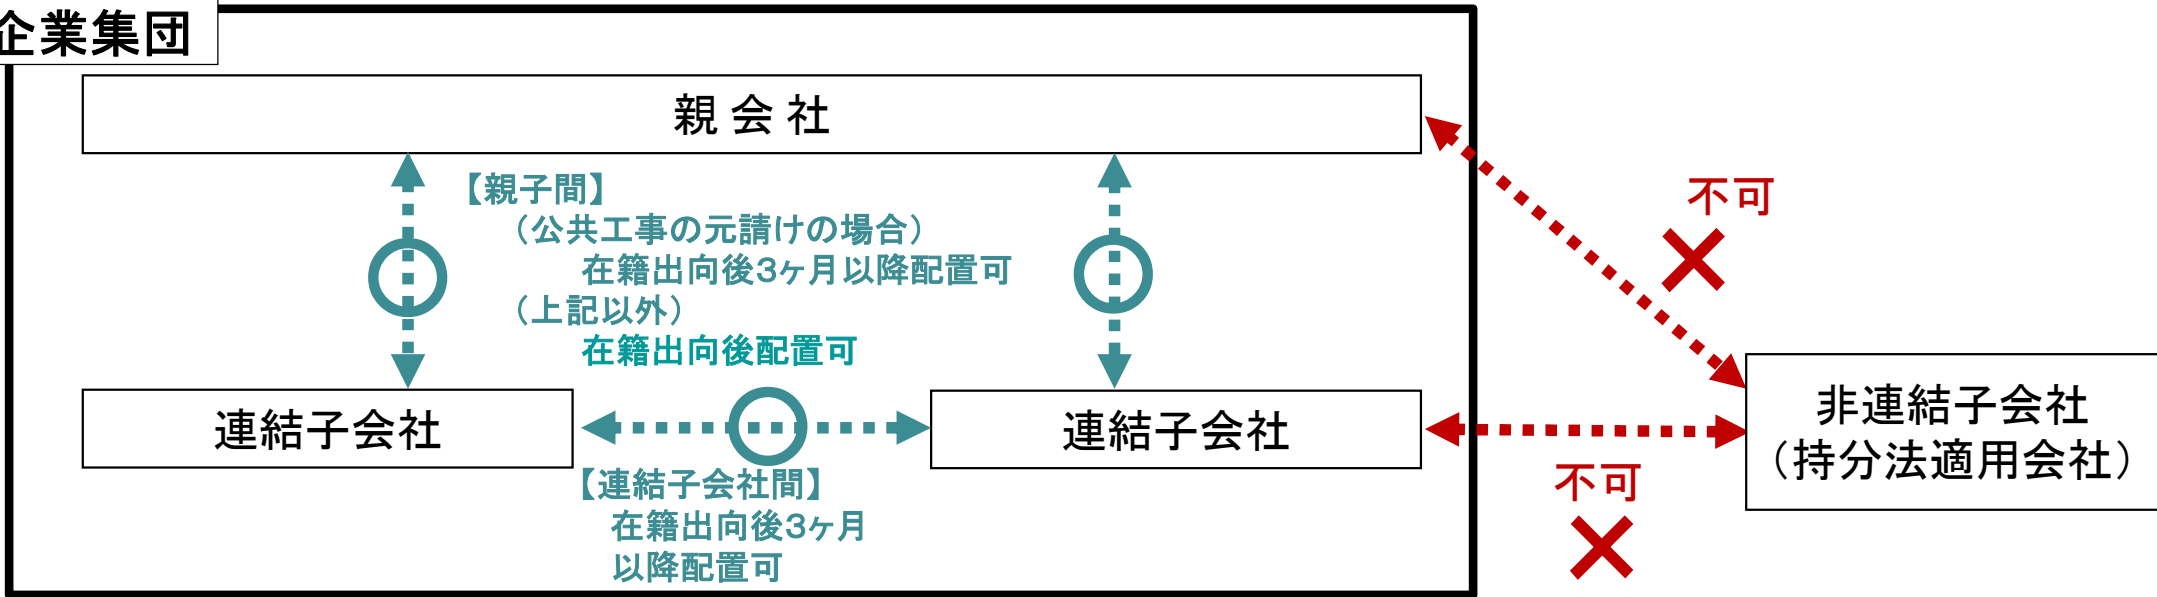 企業集団
親会社
【親子間】
（公共工事の元請けの場合）
在籍出向後3ヶ月以降配置可
（上記以外）
在籍出向後配置可
不可
連結子会社
連結子会社
【連結子会社間】
在籍出向後3ヶ月
以降配置可
非連結子会社
（持分法適用会社）
不可